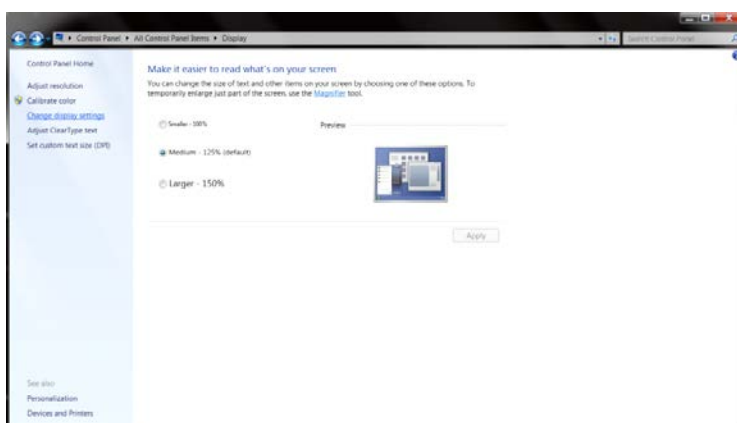 Control Panel ▸ All Control Panel Items ▸ Display
Search Control Panel
Control Panel Home
Adjust resolution
Calibrate color
Change display settings
Adjust ClearType text
Set custom text size (DPI)
Make it easier to read what's on your screen
You can change the size of text and other items on your screen by choosing one of these options. To
temporarily enlarge just part of the screen, use the Magnifier tool.
Smaller - 100%
Preview
Medium - 125% (default)
Larger - 150%
Apply
See also
Personalization
Devices and Printers